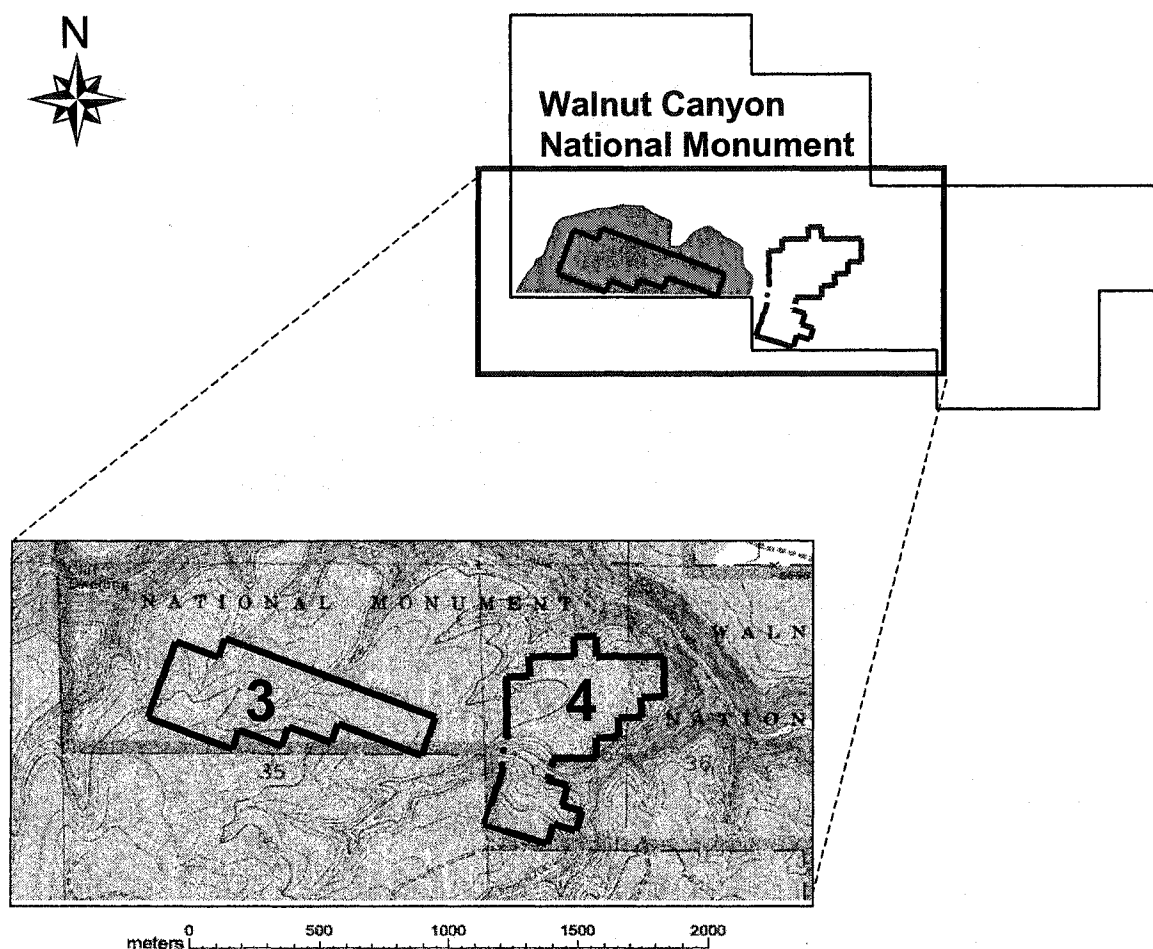 N
Walnut Canyon
National Monument
NATIONAL MONUMENT
WALN
3
4
NATION
35
36
meters 0 500 1000 1500 2000